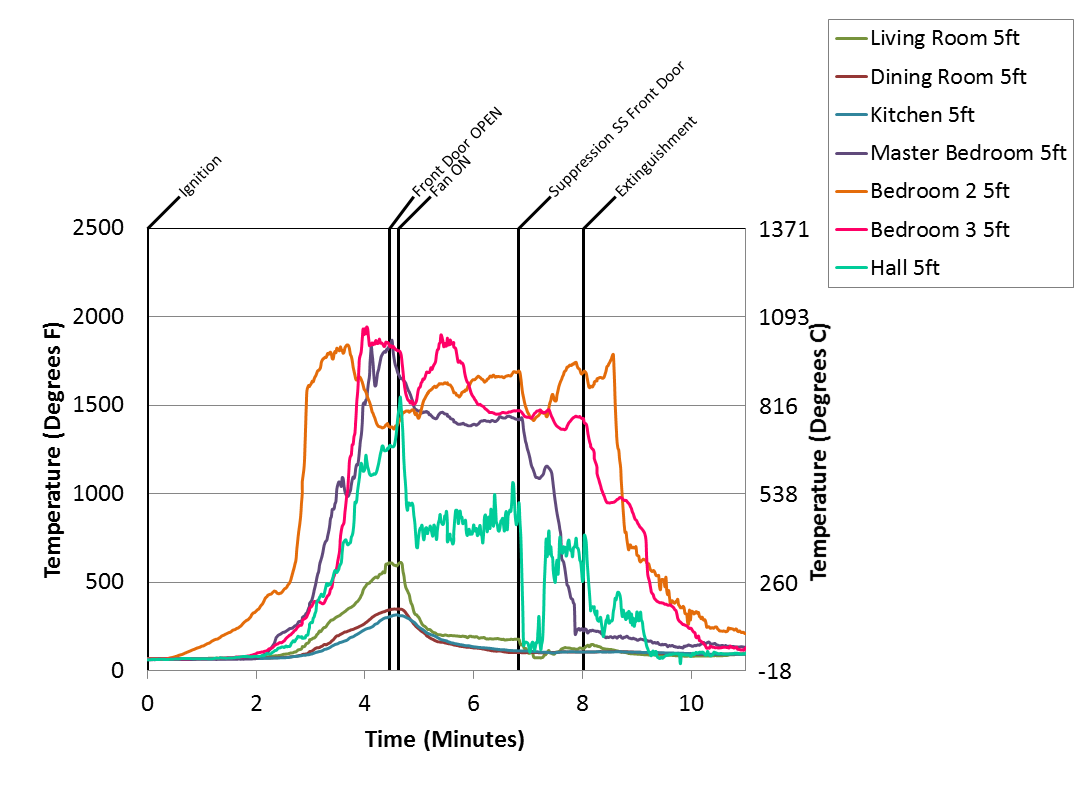 Living Room 5ft
Dining Room 5ft
Kitchen 5ft
Master Bedroom 5ft
Bedroom 2 5ft
Bedroom 3 5ft
Hall 5ft
Ignition
Front Door OPEN
Fan ON
Suppression SS Front Door
Extinguishment
2500
2000
1500
1000
500
0
Temperature (Degrees F)
1371
1093
816
538
260
-18
Temperature (Degrees C)
0 2 4 6 8 10
Time (Minutes)